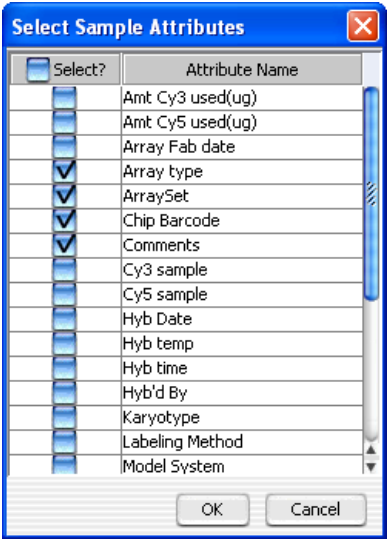 Select Sample Attributes
Select? Attribute Name
Amt Cy3 used(ug)
Amt Cy5 used(ug)
Array Fab date
Array type
ArraySet
Chip Barcode
Comments
Cy3 sample
Cy5 sample
Hyb Date
Hyb temp
Hyb time
Hyb'd By
Karyotype
Labeling Method
Model System
OK Cancel